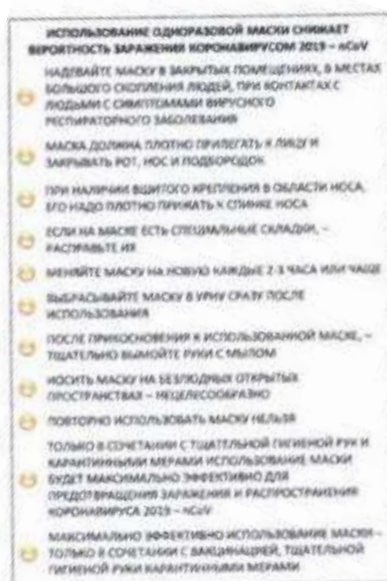 ИСПОЛЬЗОВАНИЕ ОДНОРАЗОВОЙ МАСКИ СНИЖАЕТ
ВЕРОЯТНОСТЬ ЗАРАЖЕНИЯ КОРОНАВИРУСОМ 2019 – nCoV
НАДЕВАЙТЕ МАСКУ В ЗАКРЫТЫХ ПОМЕЩЕНИЯХ, В МЕСТАХ
БОЛЬШОГО СКОПЛЕНИЯ ЛЮДЕЙ, ПРИ КОНТАКТАХ С
ЛЮДЬМИ С СИМПТОМАМИ ВИРУСНОГО
РЕСПИРАТОРНОГО ЗАБОЛЕВАНИЯ
МАСКА ДОЛЖНА ПЛОТНО ПРИЛЕГАТЬ К ЛИЦУ И
ЗАКРЫВАТЬ РОТ, НОС И ПОДБОРОДОК
ПРИ НАЛИЧИИ ВШИТОГО КРЕПЛЕНИЯ В ОБЛАСТИ НОСА,
ЕГО НАДО ПЛОТНО ПРИЖАТЬ К СПИНКЕ НОСА
ЕСЛИ НА МАСКЕ ЕСТЬ СПЕЦИАЛЬНЫЕ СКЛАДКИ, –
РАСПРАВЬТЕ ИХ
МЕНЯЙТЕ МАСКУ НА НОВУЮ КАЖДЫЕ 2-3 ЧАСА ИЛИ ЧАЩЕ
ВЫБРАСЫВАЙТЕ МАСКУ В УРНУ СРАЗУ ПОСЛЕ
ИСПОЛЬЗОВАНИЯ
ПОСЛЕ ПРИКОСНОВЕНИЯ К ИСПОЛЬЗОВАННОЙ МАСКЕ, –
ТЩАТЕЛЬНО ВЫМОЙТЕ РУКИ С МЫЛОМ
НОСИТЬ МАСКУ НА БЕЗЛЮДНЫХ ОТКРЫТЫХ
ПРОСТРАНСТВАХ – НЕЦЕЛЕСООБРАЗНО
ПОВТОРНО ИСПОЛЬЗОВАТЬ МАСКУ НЕЛЬЗЯ
ТОЛЬКО В СОЧЕТАНИИ С ТЩАТЕЛЬНОЙ ГИГИЕНОЙ РУК И
КАРАНТИННЫМИ МЕРАМИ ИСПОЛЬЗОВАНИЕ МАСКИ
БУДЕТ МАКСИМАЛЬНО ЭФФЕКТИВНО ДЛЯ
ПРЕДОТВРАЩЕНИЯ ЗАРАЖЕНИЯ И РАСПРОСТРАНЕНИЯ
КОРОНАВИРУСА 2019 – nCoV
МАКСИМАЛЬНО ЭФФЕКТИВНО ИСПОЛЬЗОВАНИЕ МАСКИ –
ТОЛЬКО В СОЧЕТАНИИ С ВАКЦИНАЦИЕЙ, ТЩАТЕЛЬНОЙ
ГИГИЕНОЙ РУКИ КАРАНТИННЫМИ МЕРАМИ